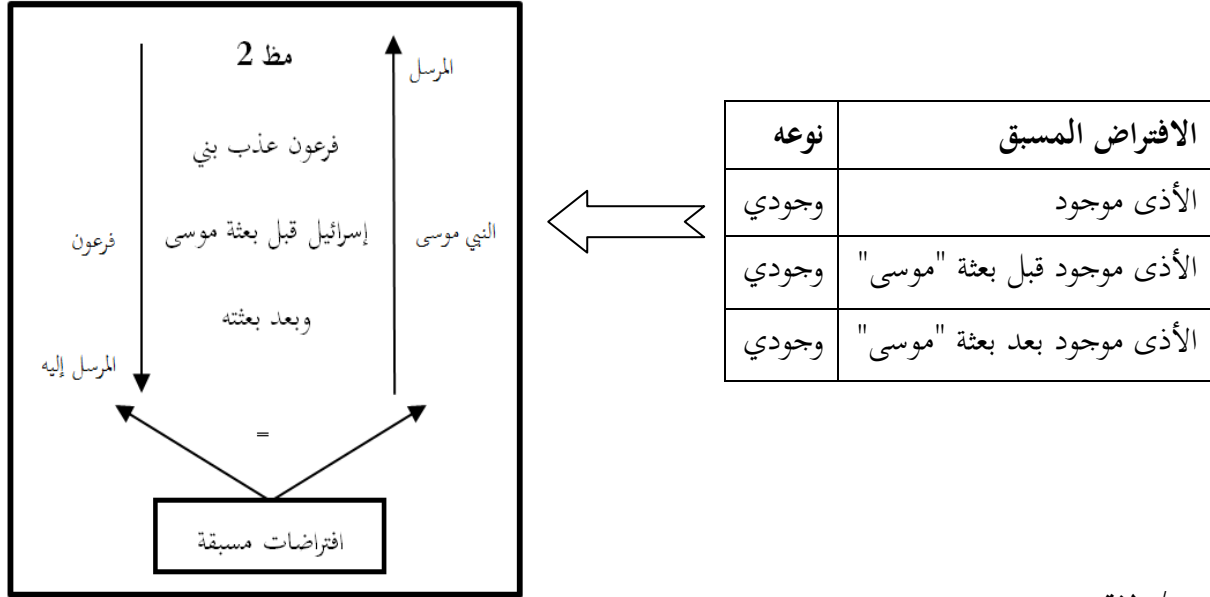 مظ 2
المرسل
فرعون عذب بني
إسرائيل قبل بعثة موسى
وبعد بعثته
النبي موسى
فرعون
المرسل إليه
=
افتراضات مسبقة
الافتراض المسبق نوعه
الأذى موجود وجودي
الأذى موجود قبل بعثة "موسى" وجودي
الأذى موجود بعد بعثة "موسى" وجودي